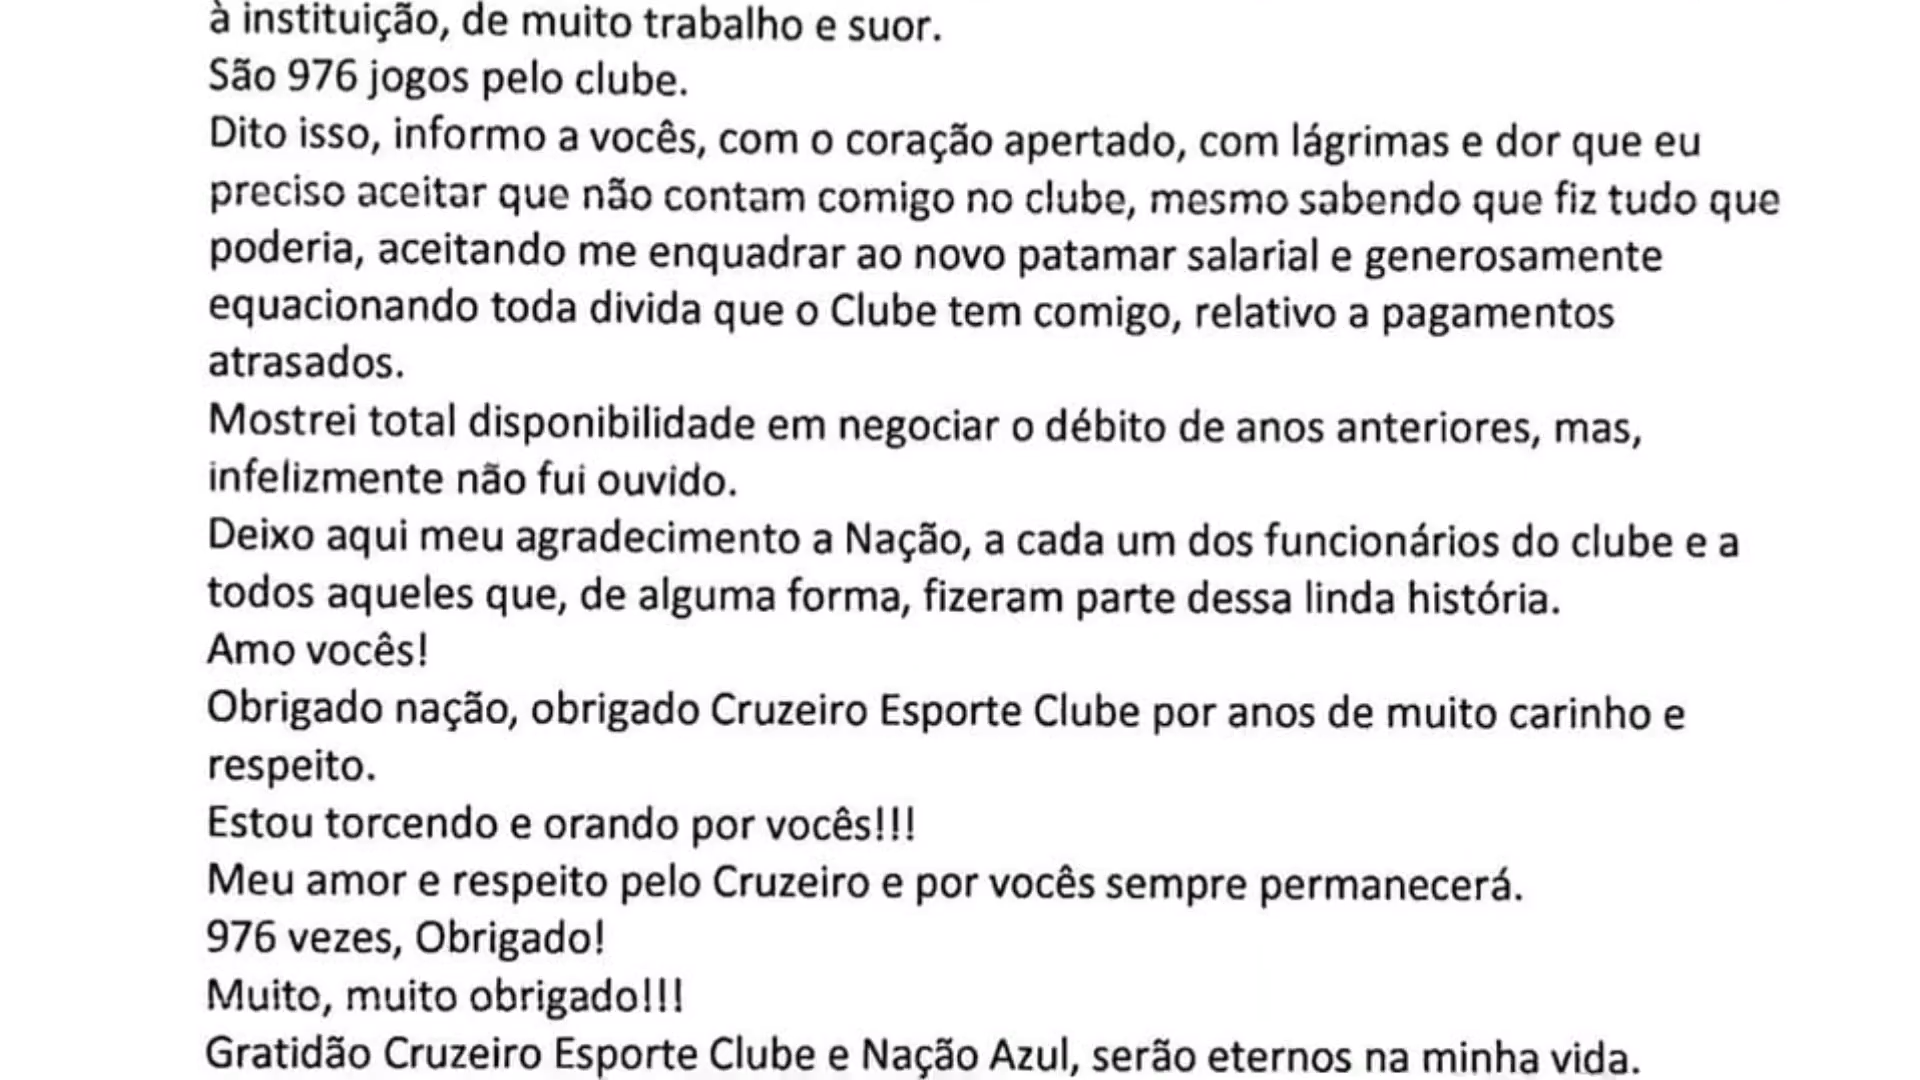 à instituição, de muito trabalho e suor.
São 976 jogos pelo clube.
Dito isso, informo a vocês, com o coração apertado, com lágrimas e dor que eu
preciso aceitar que não contam comigo no clube, mesmo sabendo que fiz tudo que
poderia, aceitando me enquadrar ao novo patamar salarial e generosamente
equacionando toda divida que o Clube tem comigo, relativo a pagamentos
atrasados.
Mostrei total disponibilidade em negociar o débito de anos anteriores, mas,
infelizmente não fui ouvido.
Deixo aqui meu agradecimento a Nação, a cada um dos funcionários do clube e a
todos aqueles que, de alguma forma, fizeram parte dessa linda história.
Amo vocês!
Obrigado nação, obrigado Cruzeiro Esporte Clube por anos de muito carinho e
respeito.
Estou torcendo e orando por vocês!!!
Meu amor e respeito pelo Cruzeiro e por vocês sempre permanecerá.
976 vezes, Obrigado!
Muito, muito obrigado!!!
Gratidão Cruzeiro Esporte Clube e Nação Azul, serão eternos na minha vida.